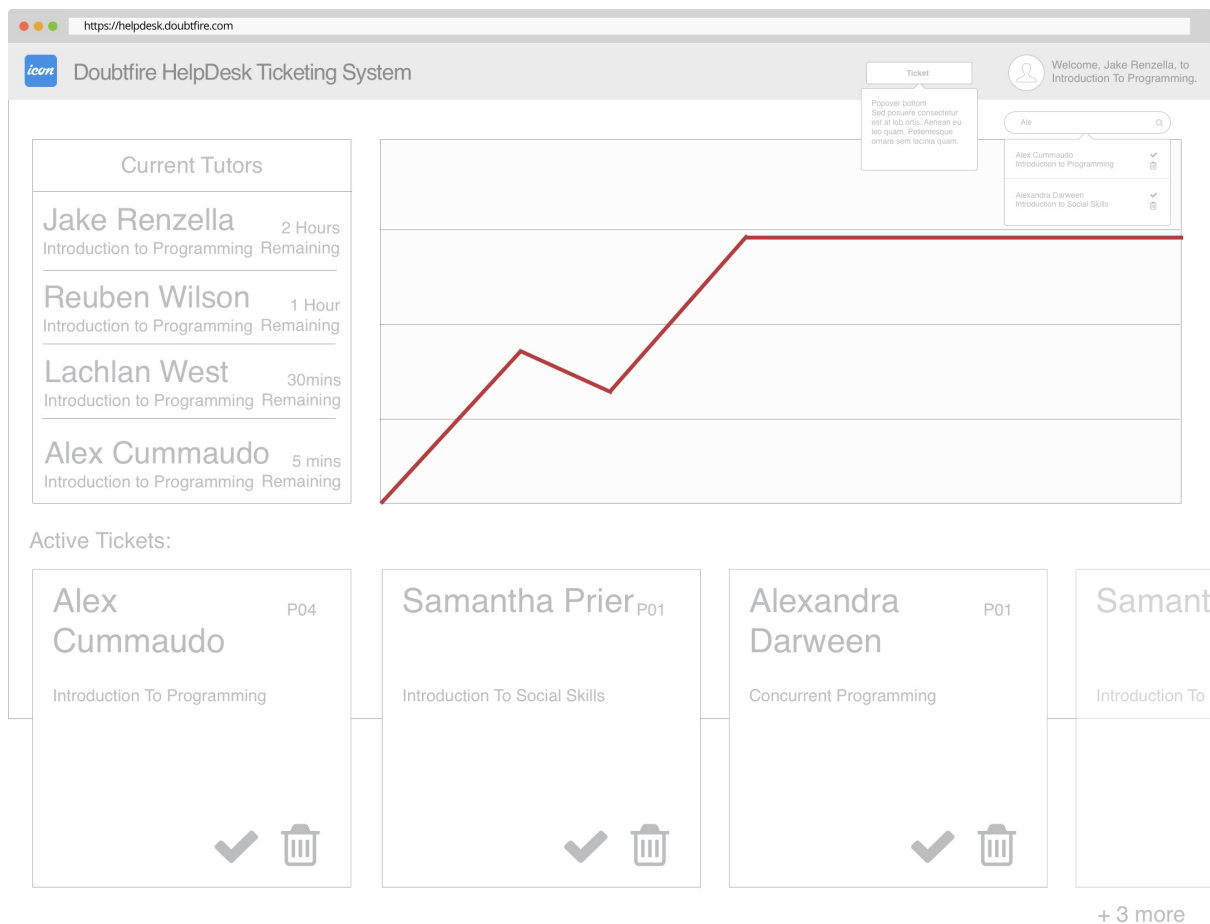 https://helpdesk.doubtfire.com
icon
Doubtfire HelpDesk Ticketing System
Ticket
Welcome, Jake Renzella, to
Introduction To Programming.
Popover bottom
Sed posuere consectetur
est at lob ortis. Aenean eu
leo quam. Pellentesque
ornare sem lacinia quam.
Ale
Alex Cummaudo
Introduction to Programming
Alexandra Darween
Introduction to Social Skills
Current Tutors
Jake Renzella
2 Hours
Introduction to Programming Remaining
Reuben Wilson
1 Hour
Introduction to Programming Remaining
Lachlan West
30mins
Introduction to Programming Remaining
Alex Cummaudo
5 mins
Introduction to Programming Remaining
Active Tickets:
Alex
Cummaudo
P04
Introduction To Programming
Samantha Prier
P01
Introduction To Social Skills
Alexandra
Darween
P01
Concurrent Programming
Samant
Introduction To
+ 3 more